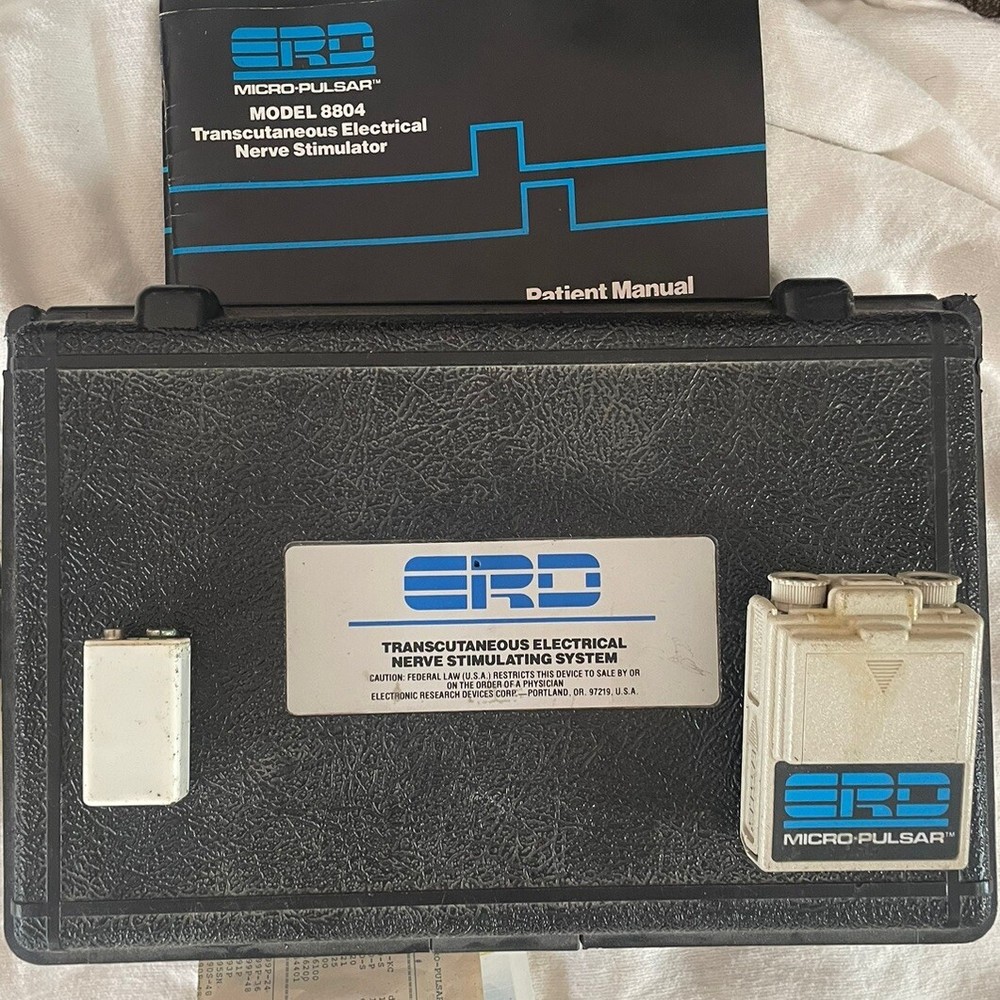 ERD
MICRO-PULSAR™
MODEL 8804
Transcutaneous Electrical
Nerve Stimulator
Patient Manual
ERD
TRANSCUTANEOUS ELECTRICAL
NERVE STIMULATING SYSTEM
CAUTION: FEDERAL LAW (U.S.A.) RESTRICTS THIS DEVICE TO SALE BY OR
ON THE ORDER OF A PHYSICIAN
ELECTRONIC RESEARCH DEVICES CORP.—PORTLAND, OR. 97219, U.S.A.
ERD
MICRO-PULSAR™